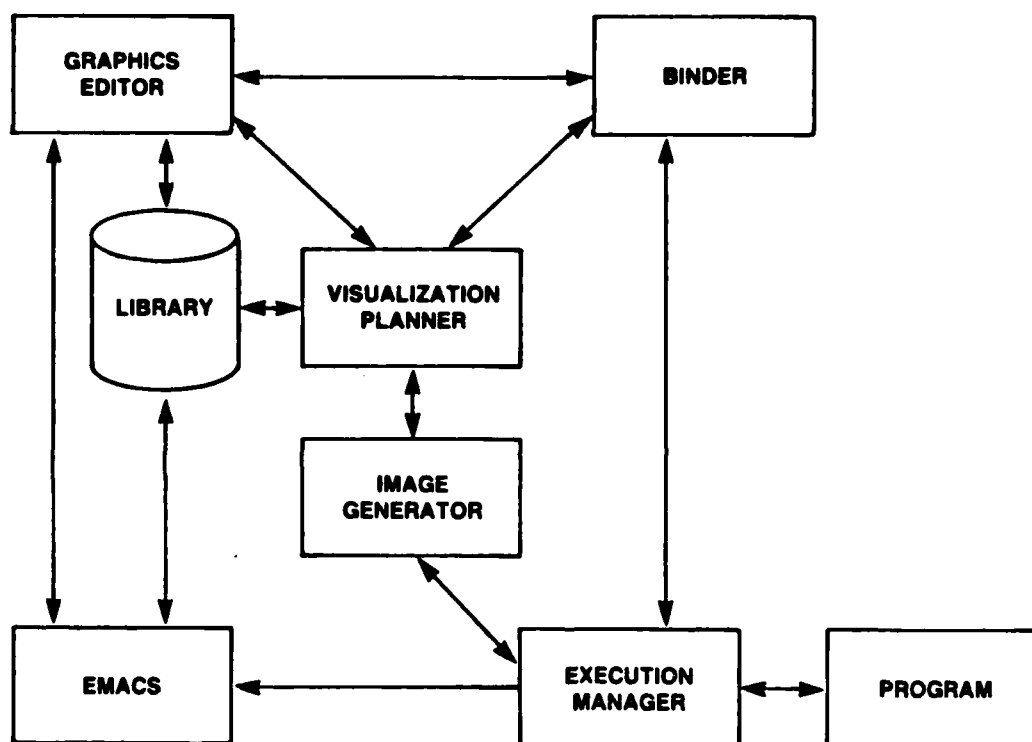 GRAPHICS
EDITOR
BINDER
LIBRARY
VISUALIZATION
PLANNER
IMAGE
GENERATOR
EMACS
EXECUTION
MANAGER
PROGRAM